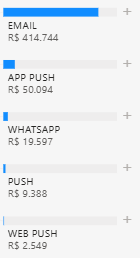 EMAIL
R$ 414.744
APP PUSH
R$ 50.094
WHATSAPP
R$ 19.597
PUSH
R$ 9.388
WEB PUSH
R$ 2.549